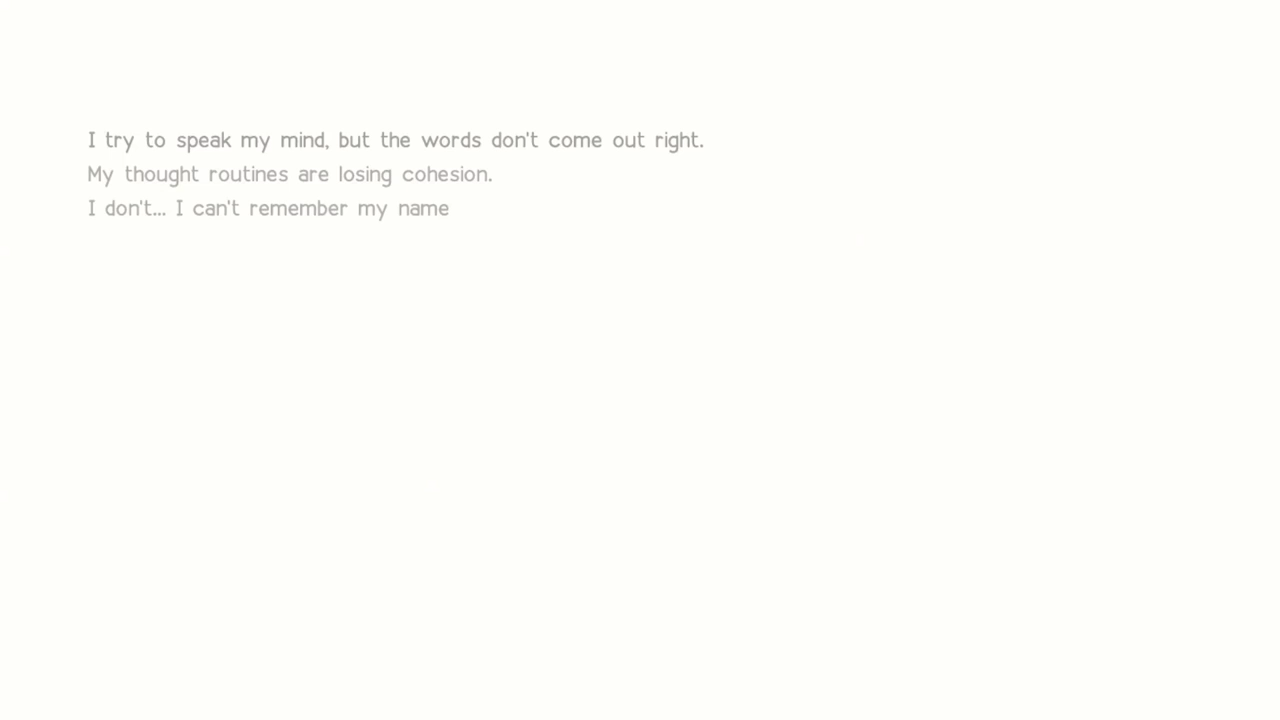 I try to speak my mind, but the words don't come out right.
My thought routines are losing cohesion.
I don't... I can't remember my name